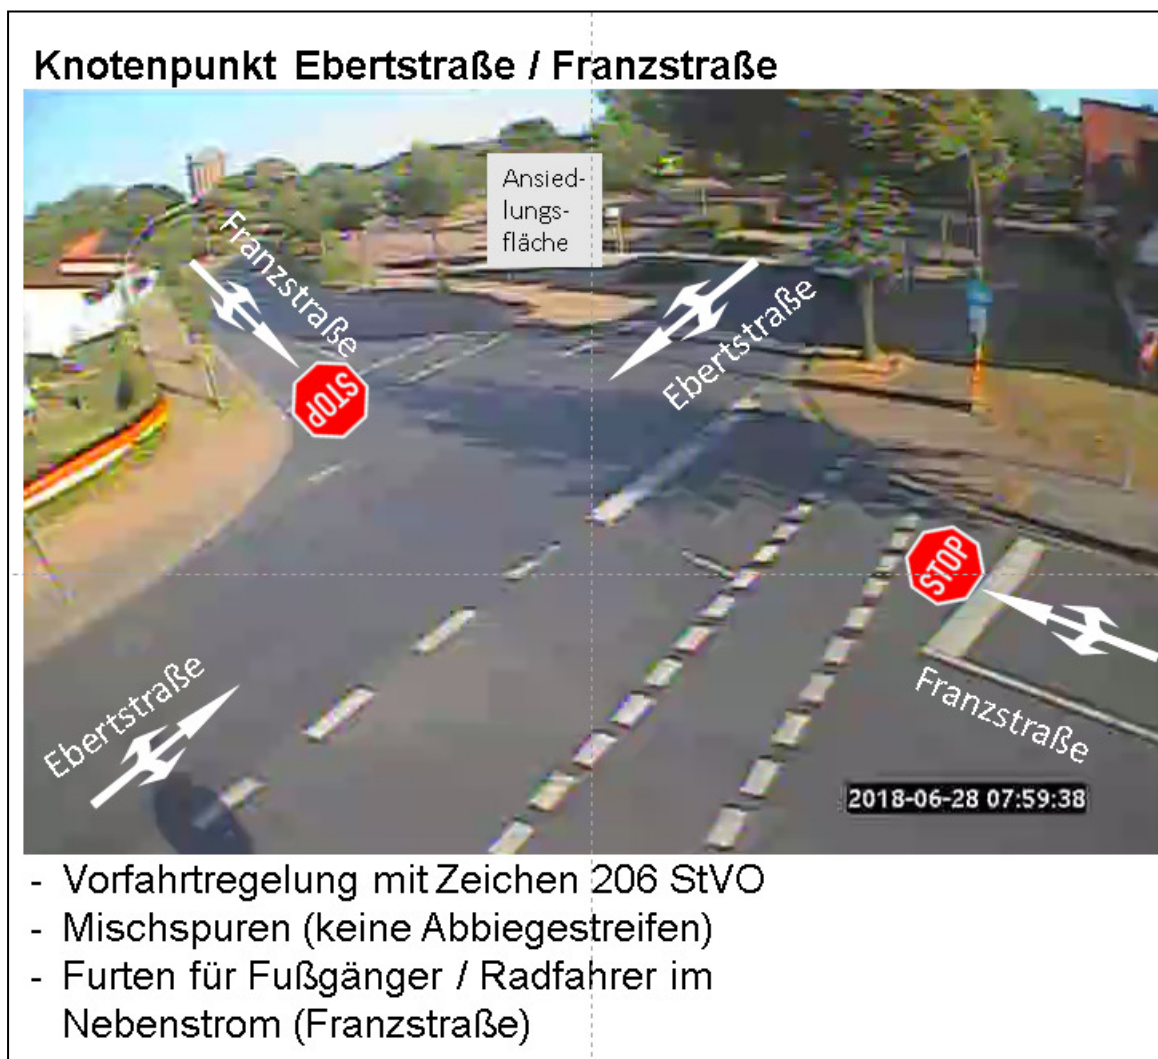 Knotenpunkt Ebertstraße / Franzstraße
Ansied-
lungs-
fläche
Franzstraße
Ebertstraße
STOP
STOP
Ebertstraße
Franzstraße
2018-06-28 07:59:38
- Vorfahrtregelung mit Zeichen 206 StVO
- Mischspuren (keine Abbiegestreifen)
- Furten für Fußgänger / Radfahrer im
Nebenstrom (Franzstraße)